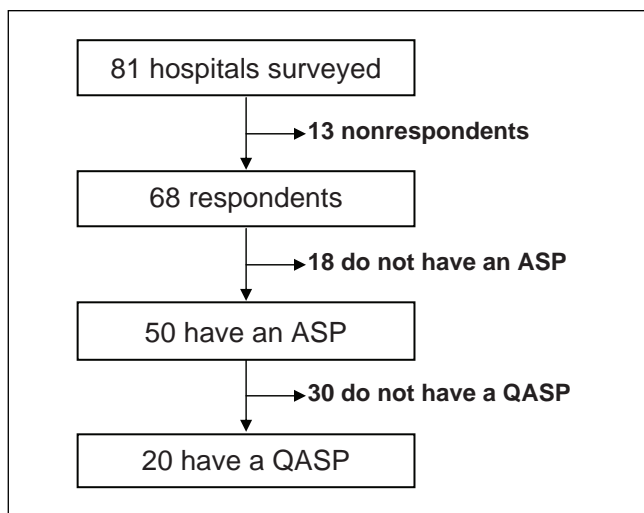 81 hospitals surveyed
13 nonrespondents
68 respondents
18 do not have an ASP
50 have an ASP
30 do not have a QASP
20 have a QASP